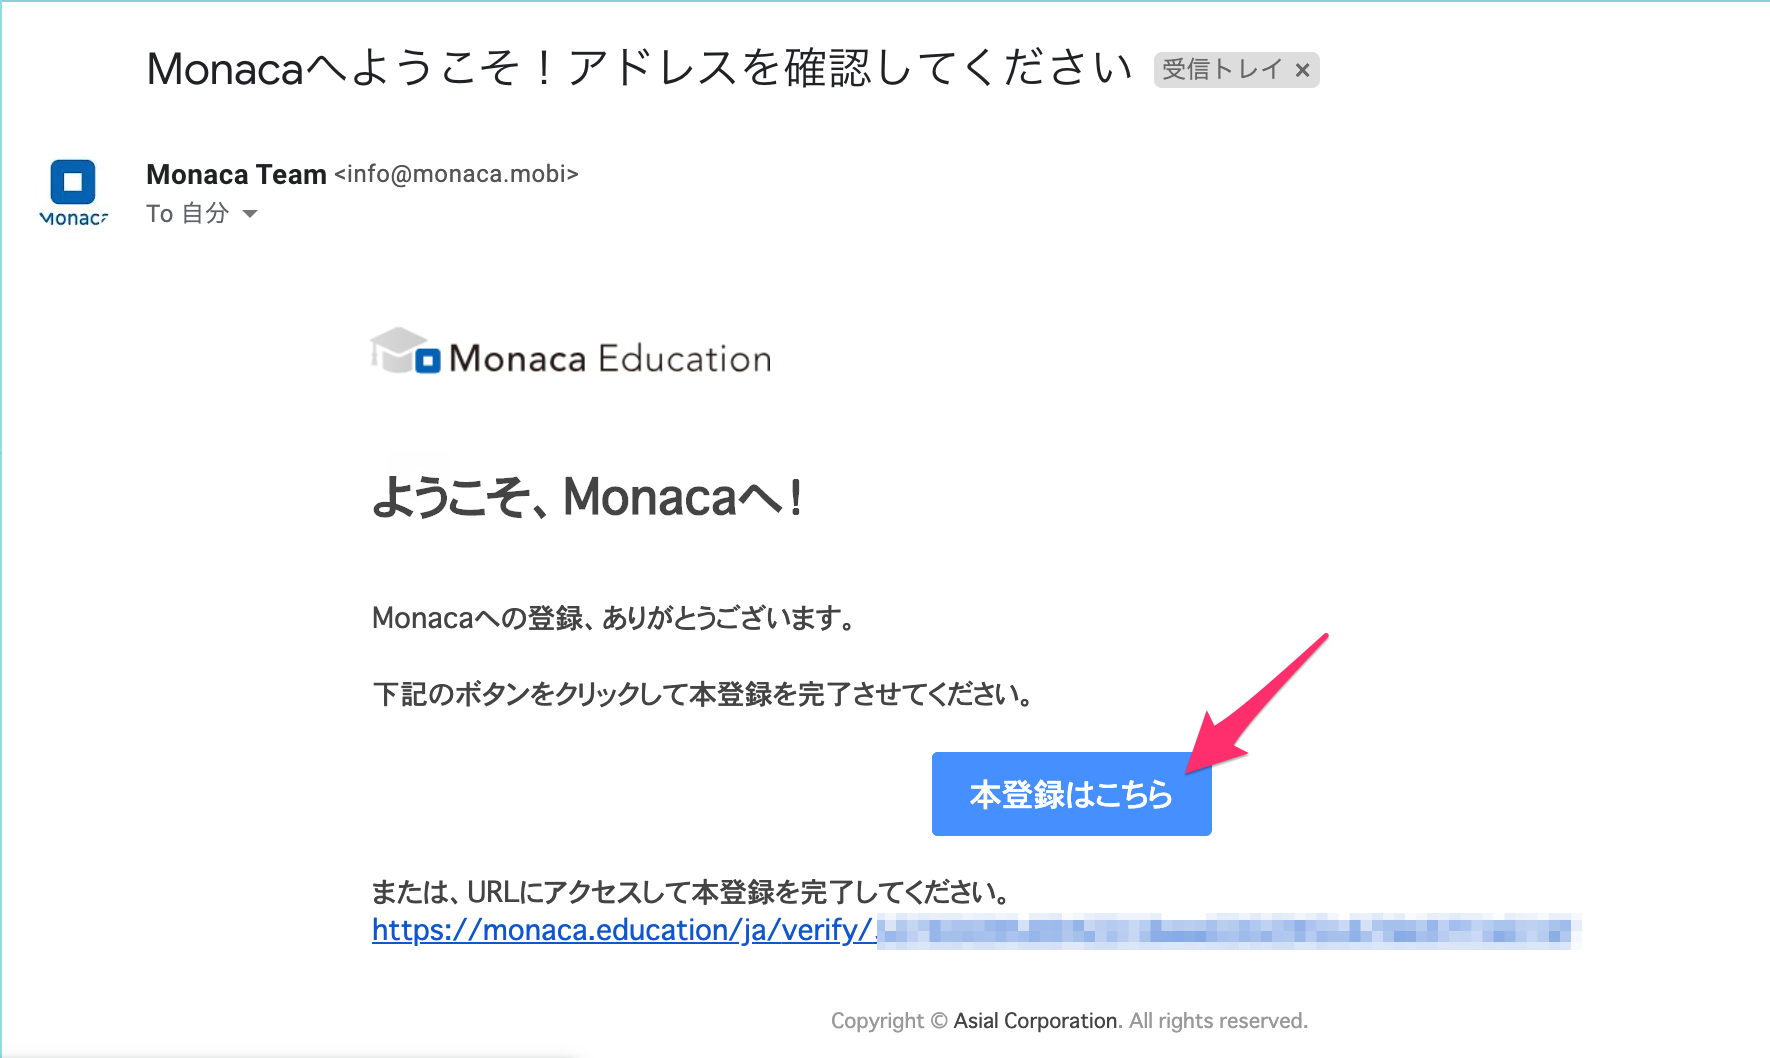 Monacaへようこそ！アドレスを確認してください 受信トレイ ×
Monaca Team <info@monaca.mobi>
Monaca
To 自分
Monaca Education
ようこそ、Monacaへ！
Monacaへの登録、ありがとうございます。
下記のボタンをクリックして本登録を完了させてください。
本登録はこちら
または、URLにアクセスして本登録を完了してください。
https://monaca.education/ja/verify/
Copyright © Asial Corporation. All rights reserved.